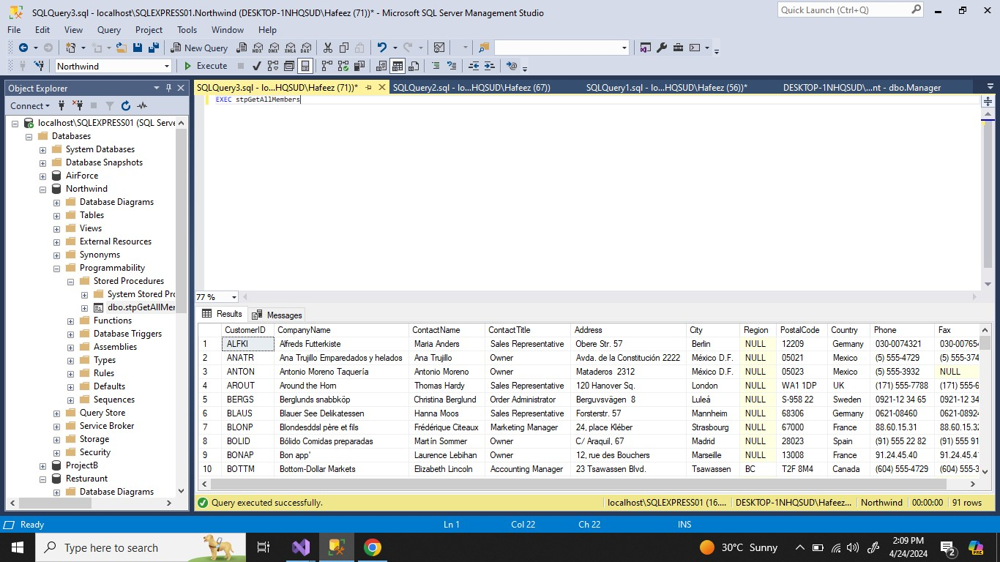 SQLQuery3.sql - localhost\SQLEXPRESS01.Northwind (DESKTOP-1NHQSUD\Hafeez (71))* - Microsoft SQL Server Management Studio
Quick Launch (Ctrl+Q)
File Edit View Query Project Tools Window Help
New Query MDX DMX XMLA DAX
Northwind Execute
Object Explorer
SQLQuery3.sql - lo...HQSUD\Hafeez (71))* SQLQuery2.sql - lo...HQSUD\Hafeez (67)) SQLQuery1.sql - lo...HQSUD\Hafeez (56))* DESKTOP-1NHQSUD\...nt - dbo.Manager
Connect
localhost\SQLEXPRESS01 (SQL Serve
Databases
System Databases
Database Snapshots
AirForce
Northwind
Database Diagrams
Tables
Views
External Resources
Synonyms
Programmability
Stored Procedures
System Stored Pro
dbo.stpGetAllMer
Functions
Database Triggers
Assemblies
Types
Rules
Defaults
Sequences
Query Store
Service Broker
Storage
Security
ProjectB
Resturaunt
Database Diagrams
EXEC stpGetAllMembers
77 %
Results Messages
CustomerID CompanyName ContactName ContactTitle Address City Region PostalCode Country Phone Fax
1 ALFKI Alfreds Futterkiste Maria Anders Sales Representative Obere Str. 57 Berlin NULL 12209 Germany 030-0074321 030-00765
2 ANATR Ana Trujillo Emparedados y helados Ana Trujillo Owner Avda. de la Constitución 2222 México D.F. NULL 05021 Mexico (5) 555-4729 (5) 555-374
3 ANTON Antonio Moreno Taquería Antonio Moreno Owner Mataderos 2312 México D.F. NULL 05023 Mexico (5) 555-3932 NULL
4 AROUT Around the Horn Thomas Hardy Sales Representative 120 Hanover Sq. London NULL WA1 1DP UK (171) 555-7788 (171) 555-6
5 BERGS Berglunds snabbköp Christina Berglund Order Administrator Berguvsvägen 8 Luleå NULL S-958 22 Sweden 0921-12 34 65 0921-12 34
6 BLAUS Blauer See Delikatessen Hanna Moos Sales Representative Forsterstr. 57 Mannheim NULL 68306 Germany 0621-08460 0621-0892
7 BLONP Blondesddsl père et fils Frédérique Citeaux Marketing Manager 24, place Kléber Strasbourg NULL 67000 France 88.60.15.31 88.60.15.32
8 BOLID Bólido Comidas preparadas Martín Sommer Owner C/ Araquil, 67 Madrid NULL 28023 Spain (91) 555 22 82 (91) 555 91
9 BONAP Bon app' Laurence Lebihan Owner 12, rue des Bouchers Marseille NULL 13008 France 91.24.45.40 91.24.45.4
10 BOTTM Bottom-Dollar Markets Elizabeth Lincoln Accounting Manager 23 Tsawassen Blvd. Tsawassen BC T2F 8M4 Canada (604) 555-4729 (604) 555-3
Query executed successfully. localhost\SQLEXPRESS01 (16.... DESKTOP-1NHQSUD\Hafeez... Northwind 00:00:00 91 rows
Ready Ln 1 Col 22 Ch 22 INS
Type here to search 30°C Sunny 2:09 PM
4/24/2024
2
PRE